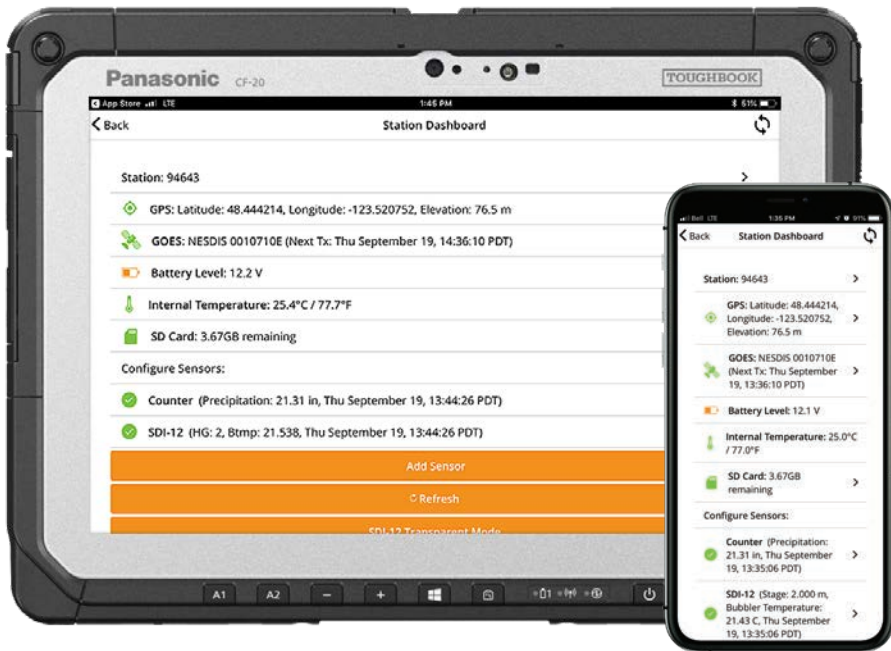 Panasonic CF-20 TOUGHBOOK
App Store LTE 1:45 PM 61%
Back Station Dashboard
Station: 94643
GPS: Latitude: 48.444214, Longitude: -123.520752, Elevation: 76.5 m
GOES: NESDIS 0010710E (Next Tx: Thu September 19, 14:36:10 PDT)
Battery Level: 12.2 V
Internal Temperature: 25.4°C / 77.7°F
SD Card: 3.67GB remaining
Configure Sensors:
Counter (Precipitation: 21.31 in, Thu September 19, 13:44:26 PDT)
SDI-12 (HG: 2, Btmp: 21.538, Thu September 19, 13:44:26 PDT)
Add Sensor
Refresh
SDI-12 Transparent Mode
A1 A2 - +
Bell LTE 1:35 PM 91%
Back Station Dashboard
Station: 94643
GPS: Latitude: 48.444214,
Longitude: -123.520752,
Elevation: 76.5 m
GOES: NESDIS 0010710E
(Next Tx: Thu September
19, 13:36:10 PDT)
Battery Level: 12.1 V
Internal Temperature: 25.0°C
/ 77.0°F
SD Card: 3.67GB
remaining
Configure Sensors:
Counter (Precipitation:
21.31 in, Thu September
19, 13:35:06 PDT)
SDI-12 (Stage: 2.000 m,
Bubbler Temperature:
21.43 C, Thu September
19, 13:35:06 PDT)